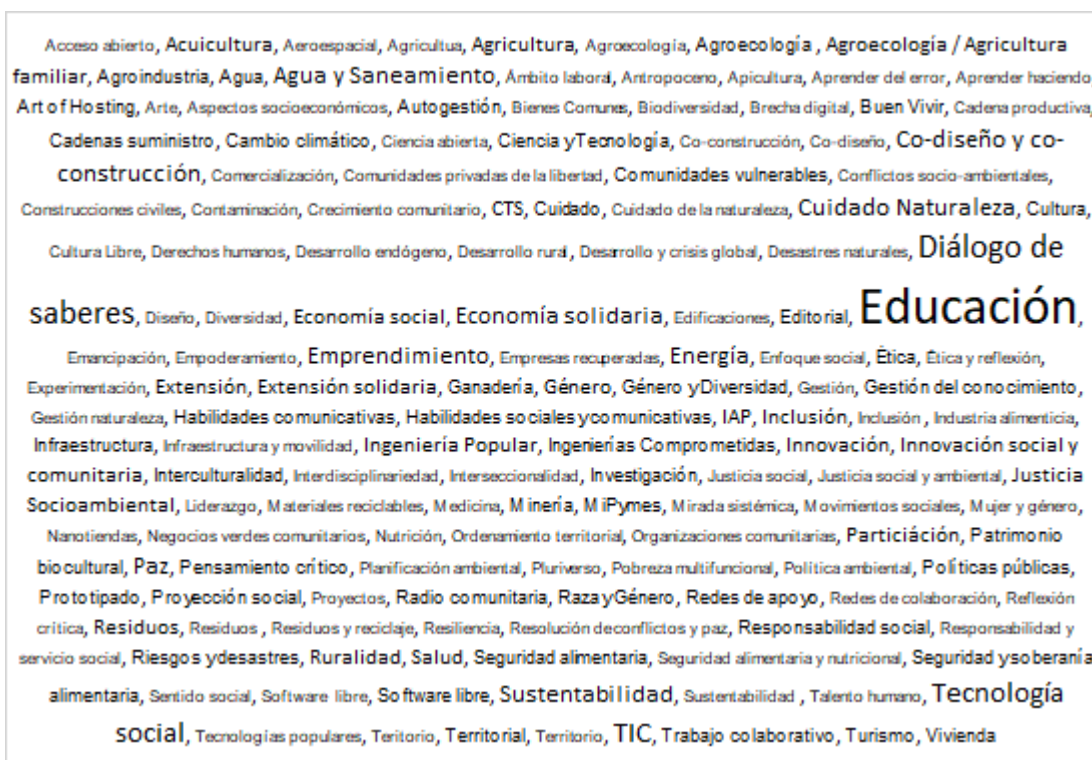 Acceso abierto, Acuicultura, Aeroespacial, Agricultua, Agricultura, Agroecología, Agroecología , Agroecología / Agricultura
familiar, Agroindustria, Agua, Agua y Saneamiento, Ámbito laboral, Antropoceno, Apicultura, Aprender del error, Aprender haciendo,
Art of Hosting, Arte, Aspectos socioeconómicos, Autogestión, Bienes Comunes, Biodiversidad, Brecha digital, Buen Vivir, Cadena productiva,
Cadenas suministro, Cambio climático, Ciencia abierta, Ciencia y Tecnología, Co-construcción, Co-diseño, Co-diseño y co-
construcción, Comercialización, Comunidades privadas de la libertad, Comunidades vulnerables, Conflictos socio-ambientales,
Construcciones civiles, Contaminación, Crecimiento comunitario, CTS, Cuidado, Cuidado de la naturaleza, Cuidado Naturaleza, Cultura,
Cultura Libre, Derechos humanos, Desarrollo endógeno, Desarrollo rural, Desarrollo y crisis global, Desastres naturales, Diálogo de
saberes, Diseño, Diversidad, Economía social, Economía solidaria, Edificaciones, Editorial, Educación,
Emancipación, Empoderamiento, Emprendimiento, Empresas recuperadas, Energía, Enfoque social, Ética, Ética y reflexión,
Experimentación, Extensión, Extensión solidaria, Ganadería, Género, Género y Diversidad, Gestión, Gestión del conocimiento,
Gestión naturaleza, Habilidades comunicativas, Habilidades sociales y comunicativas, IAP, Inclusión, Inclusión , Industria alimenticia,
Infraestructura, Infraestructura y movilidad, Ingeniería Popular, Ingenierías Comprometidas, Innovación, Innovación social y
comunitaria, Interculturalidad, Interdisciplinariedad, Interseccionalidad, Investigación, Justicia social, Justicia social y ambiental, Justicia
Socioambiental, Liderazgo, Materiales reciclables, Medicina, Minería, MiPymes, Mirada sistémica, Movimientos sociales, Mujer y género,
Nanotiendas, Negocios verdes comunitarios, Nutrición, Ordenamiento territorial, Organizaciones comunitarias, Particiáción, Patrimonio
biocultural, Paz, Pensamiento crítico, Planificación ambiental, Pluriverso, Pobreza multifuncional, Política ambiental, Políticas públicas,
Prototipado, Proyección social, Proyectos, Radio comunitaria, Raza y Género, Redes de apoyo, Redes de colaboración, Reflexión
crítica, Residuos, Residuos , Residuos y reciclaje, Resiliencia, Resolución de conflictos y paz, Responsabilidad social, Responsabilidad y
servicio social, Riesgos y desastres, Ruralidad, Salud, Seguridad alimentaria, Seguridad alimentaria y nutricional, Seguridad y soberanía
alimentaria, Sentido social, Software libre, Software libre, Sustentabilidad, Sustentabilidad , Talento humano, Tecnología
social, Tecnologías populares, Teritorio, Territorial, Territorio, TIC, Trabajo colaborativo, Turismo, Vivienda